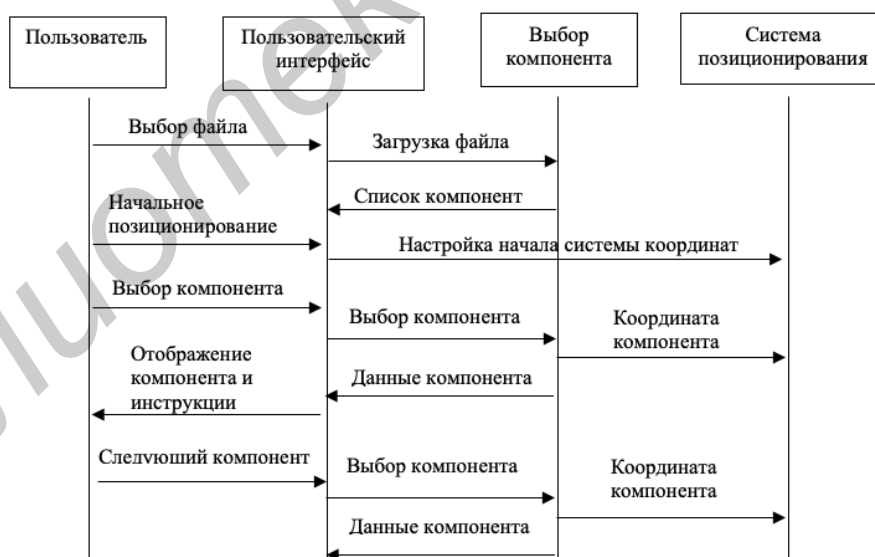 Пользователь
Пользовательский
интерфейс
Выбор
компонента
Система
позиционирования
Выбор файла
Загрузка файла
Список компонент
Начальное
позиционирование
Настройка начала системы координат
Выбор компонента
Выбор компонента
Координата
компонента
Отображение
компонента и
инструкции
Данные компонента
Следующий компонент
Выбор компонента
Координата
компонента
Данные компонента